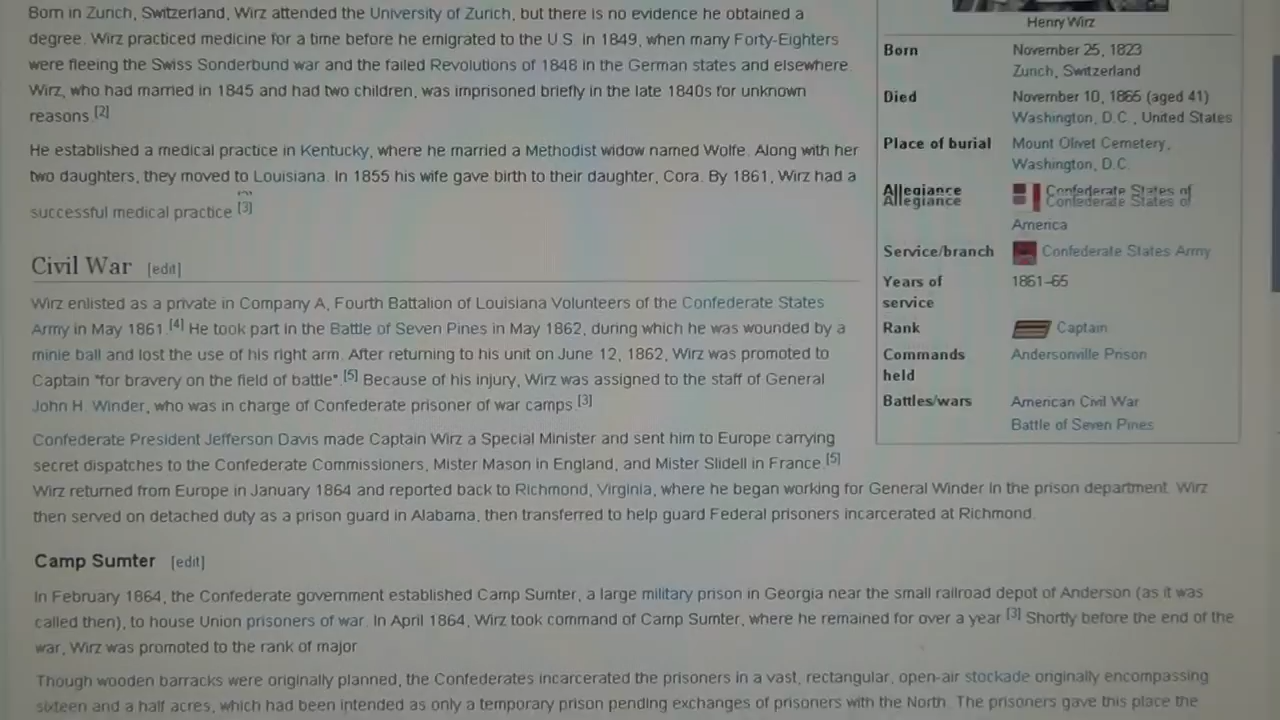 Born in Zurich, Switzerland, Wirz attended the University of Zurich, but there is no evidence he obtained a
degree. Wirz practiced medicine for a time before he emigrated to the U.S. in 1849, when many Forty-Eighters
were fleeing the Swiss Sonderbund war and the failed Revolutions of 1848 in the German states and elsewhere.
Wirz, who had married in 1845 and had two children, was imprisoned briefly in the late 1840s for unknown
reasons.[2]
He established a medical practice in Kentucky, where he married a Methodist widow named Wolfe. Along with her
two daughters, they moved to Louisiana. In 1855 his wife gave birth to their daughter, Cora. By 1861, Wirz had a
successful medical practice.[3]
Civil War [edit]
Wirz enlisted as a private in Company A, Fourth Battalion of Louisiana Volunteers of the Confederate States
Army in May 1861.[4] He took part in the Battle of Seven Pines in May 1862, during which he was wounded by a
minie ball and lost the use of his right arm. After returning to his unit on June 12, 1862, Wirz was promoted to
Captain "for bravery on the field of battle".[5] Because of his injury, Wirz was assigned to the staff of General
John H. Winder, who was in charge of Confederate prisoner of war camps.[3]
Confederate President Jefferson Davis made Captain Wirz a Special Minister and sent him to Europe carrying
secret dispatches to the Confederate Commissioners, Mister Mason in England, and Mister Slidell in France.[5]
Wirz returned from Europe in January 1864 and reported back to Richmond, Virginia, where he began working for General Winder in the prison department. Wirz
then served on detached duty as a prison guard in Alabama, then transferred to help guard Federal prisoners incarcerated at Richmond.
Camp Sumter [edit]
In February 1864, the Confederate government established Camp Sumter, a large military prison in Georgia near the small railroad depot of Anderson (as it was
called then), to house Union prisoners of war. In April 1864, Wirz took command of Camp Sumter, where he remained for over a year.[3] Shortly before the end of the
war, Wirz was promoted to the rank of major
Though wooden barracks were originally planned, the Confederates incarcerated the prisoners in a vast, rectangular, open-air stockade originally encompassing
sixteen and a half acres, which had been intended as only a temporary prison pending exchanges of prisoners with the North. The prisoners gave this place the
Henry Wirz
Born November 25, 1823
Zurich, Switzerland
Died November 10, 1865 (aged 41)
Washington, D.C., United States
Place of burial Mount Olivet Cemetery,
Washington, D.C.
Allegiance Confederate States of
America
Service/branch Confederate States Army
Years of 1861–65
service
Rank Captain
Commands Andersonville Prison
held
Battles/wars American Civil War
Battle of Seven Pines